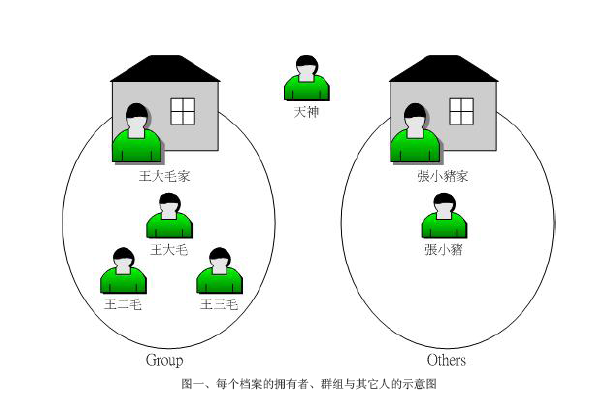 天神
王大毛家
張小豬家
王大毛
張小豬
王二毛
王三毛
Group
Others
图一、每个档案的拥有者、群组与其它人的示意图